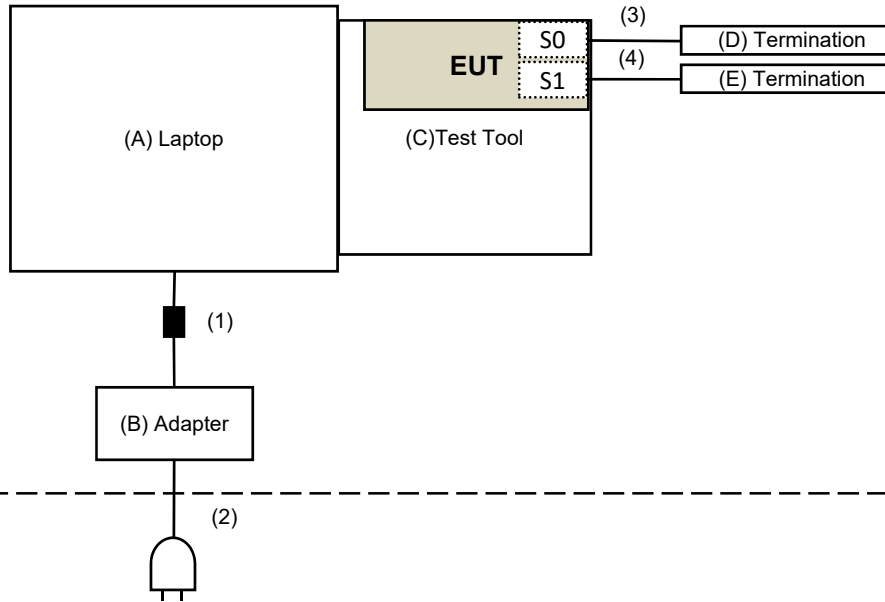 (3)
S0
(D) Termination
EUT
(4)
S1
(E) Termination
(A) Laptop
(C)Test Tool
(1)
(B) Adapter
(2)